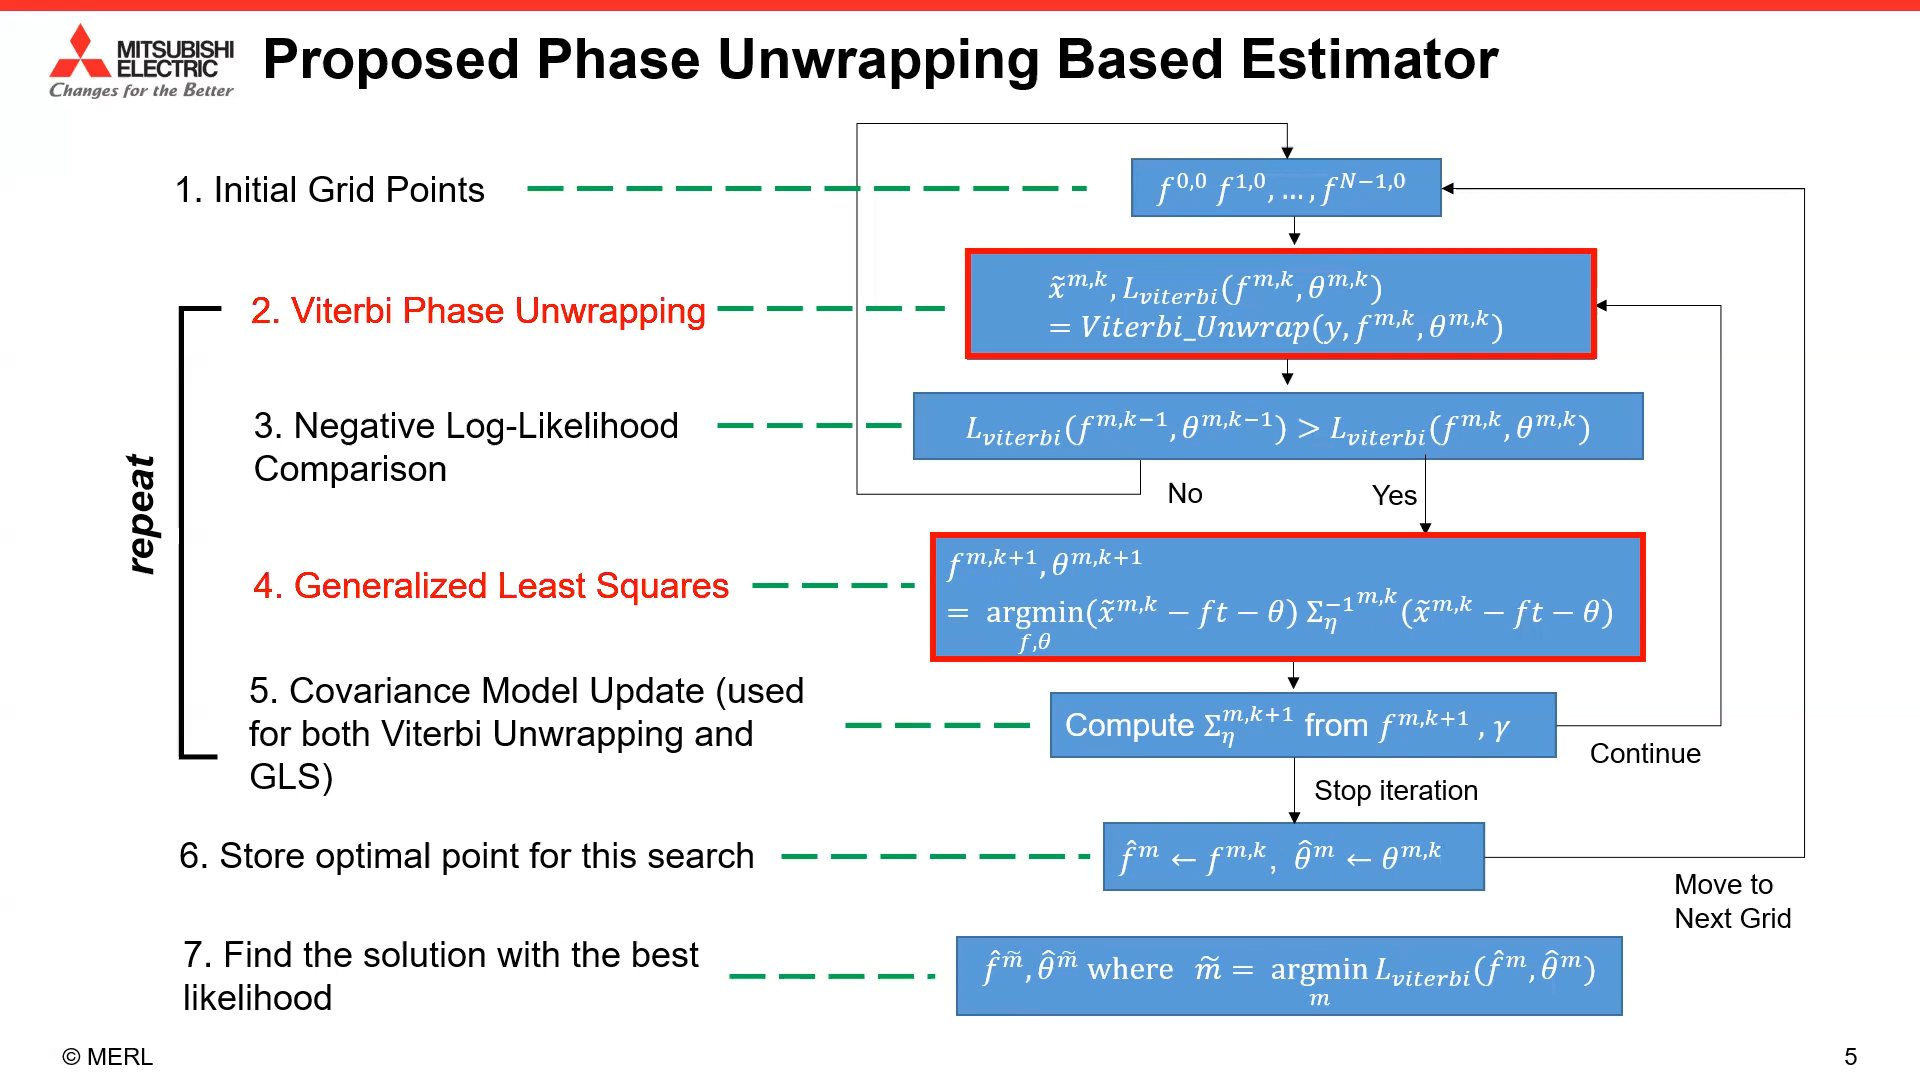 MITSUBISHI
ELECTRIC
Changes for the Better
Proposed Phase Unwrapping Based Estimator
1. Initial Grid Points
f^{0,0} f^{1,0}, … , f^{N−1,0}
repeat
2. Viterbi Phase Unwrapping
x̃^{m,k}, L_{viterbi}(f^{m,k}, θ^{m,k})
= Viterbi_Unwrap(y, f^{m,k}, θ^{m,k})
3. Negative Log-Likelihood
Comparison
L_{viterbi}(f^{m,k−1}, θ^{m,k−1}) > L_{viterbi}(f^{m,k}, θ^{m,k})
No
Yes
4. Generalized Least Squares
f^{m,k+1}, θ^{m,k+1}
= argmin_{f,θ}(x̃^{m,k} − ft − θ) Σ_η^{−1 m,k}(x̃^{m,k} − ft − θ)
5. Covariance Model Update (used
for both Viterbi Unwrapping and
GLS)
Compute Σ_η^{m,k+1} from f^{m,k+1} , γ
Continue
Stop iteration
6. Store optimal point for this search
f̂^m ← f^{m,k}, θ̂^m ← θ^{m,k}
Move to
Next Grid
7. Find the solution with the best
likelihood
f̂^{m̃}, θ̂^{m̃} where m̃ = argmin_m L_{viterbi}(f̂^m, θ̂^m)
© MERL
5